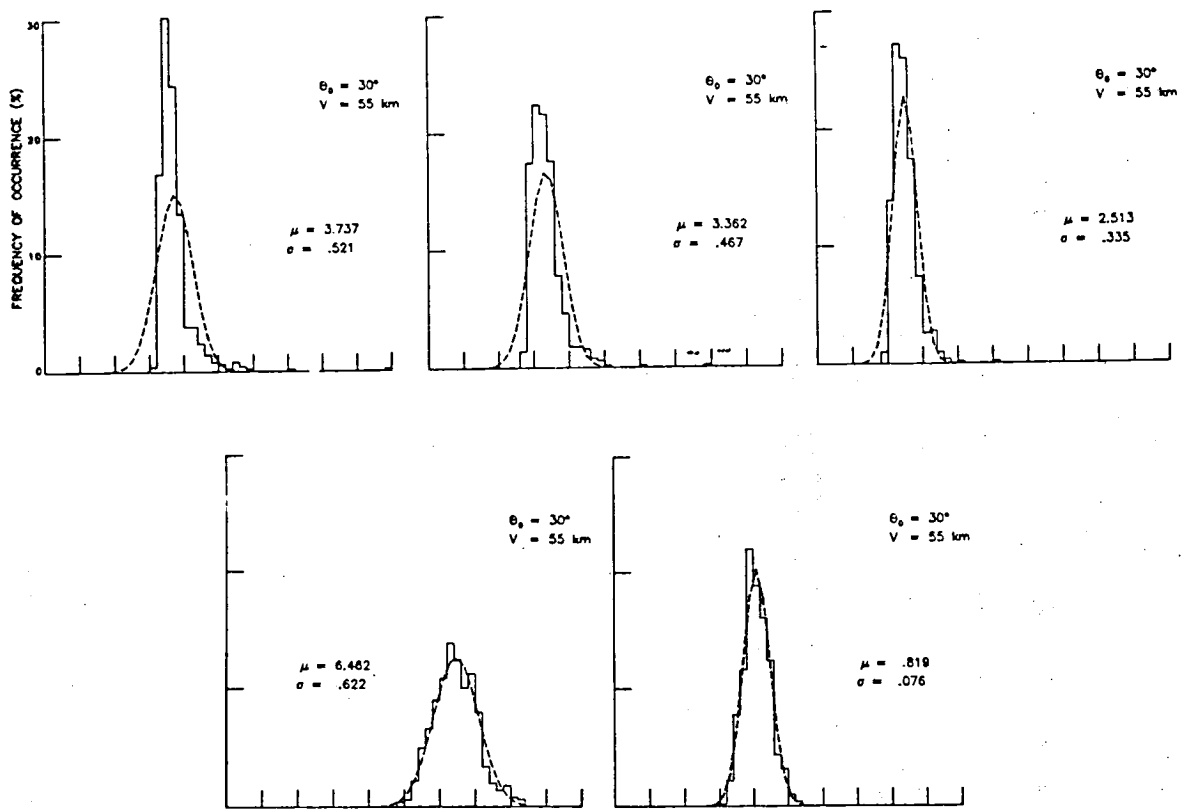 FREQUENCY OF OCCURRENCE (%)
30
20
10
0
θ₀ = 30°
V = 55 km
μ = 3.737
σ = .521
θ₀ = 30°
V = 55 km
μ = 3.362
σ = .467
θ₀ = 30°
V = 55 km
μ = 2.513
σ = .335
θ₀ = 30°
V = 55 km
μ = 6.482
σ = .622
θ₀ = 30°
V = 55 km
μ = .819
σ = .076